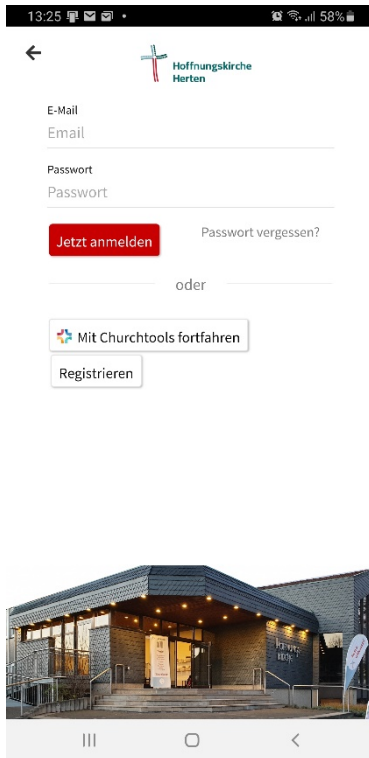 13:25
58%
Hoffnungskirche
Herten
E-Mail
Email
Passwort
Passwort
Jetzt anmelden
Passwort vergessen?
oder
Mit Churchtools fortfahren
Registrieren